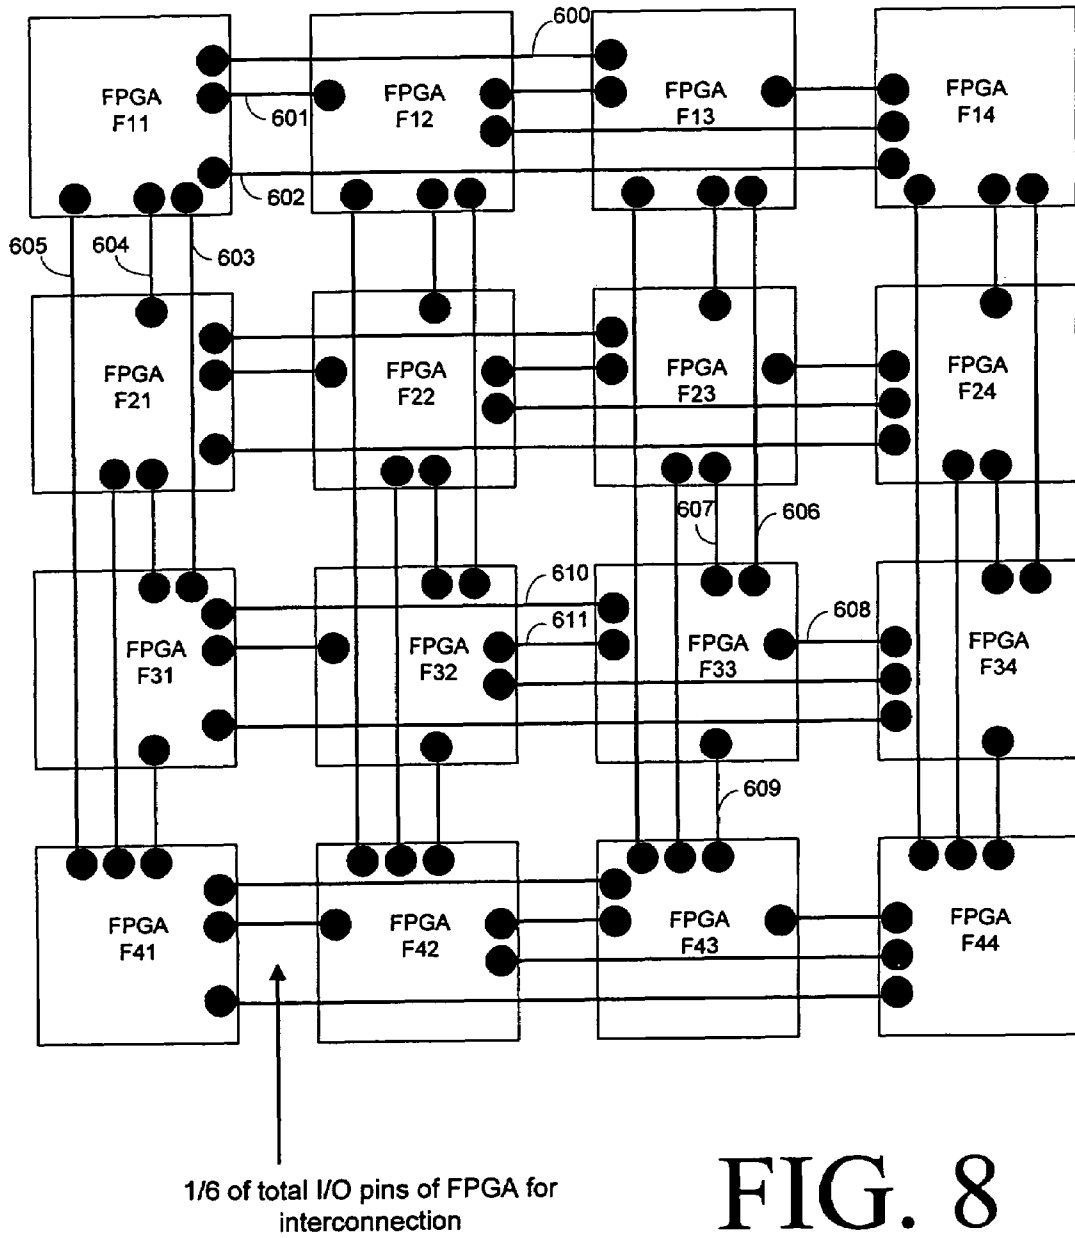 600
FPGA
F11
601
FPGA
F12
FPGA
F13
FPGA
F14
602
605
604
603
FPGA
F21
FPGA
F22
FPGA
F23
FPGA
F24
607
606
610
611
608
FPGA
F31
FPGA
F32
FPGA
F33
FPGA
F34
609
FPGA
F41
FPGA
F42
FPGA
F43
FPGA
F44
1/6 of total I/O pins of FPGA for
interconnection
FIG. 8